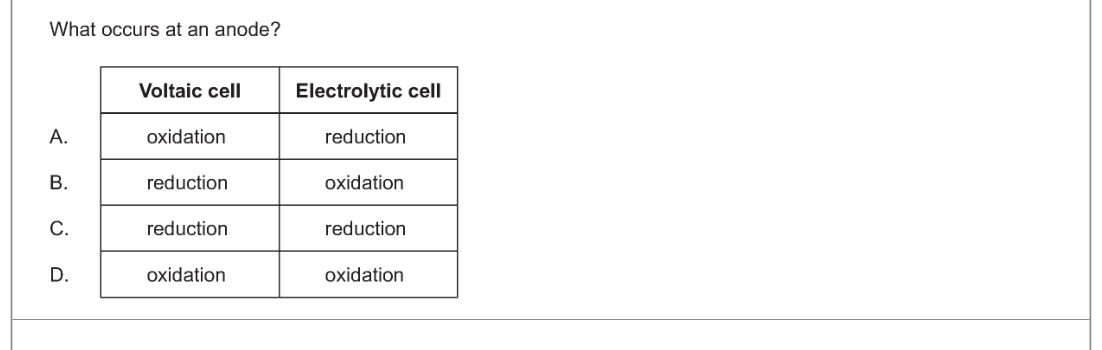 What occurs at an anode?
Voltaic cell Electrolytic cell
A. oxidation reduction
B. reduction oxidation
C. reduction reduction
D. oxidation oxidation